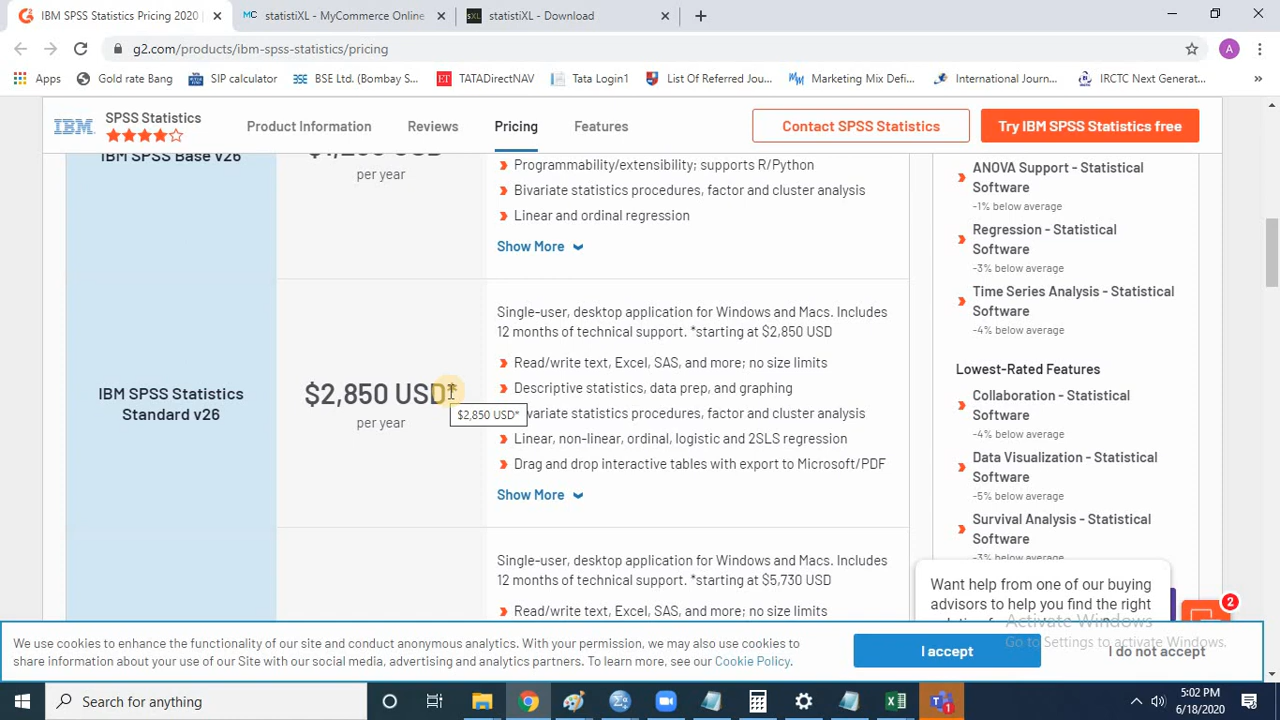 IBM SPSS Statistics Pricing 2020
statistiXL - MyCommerce Online
statistiXL - Download
g2.com/products/ibm-spss-statistics/pricing
A
Apps
Gold rate Bang
SIP calculator
BSE Ltd. (Bombay S...
TATADirectNAV
Tata Login1
List Of Referred Jou...
Marketing Mix Defi...
International Journ...
IRCTC Next Generat...
»
IBM
SPSS Statistics
Product Information
Reviews
Pricing
Features
Contact SPSS Statistics
Try IBM SPSS Statistics free
IBM SPSS Base v26
per year
Programmability/extensibility; supports R/Python
Bivariate statistics procedures, factor and cluster analysis
Linear and ordinal regression
Show More
IBM SPSS Statistics
Standard v26
$2,850 USD*
per year
$2,850 USD*
Single-user, desktop application for Windows and Macs. Includes
12 months of technical support. *starting at $2,850 USD
Read/write text, Excel, SAS, and more; no size limits
Descriptive statistics, data prep, and graphing
variate statistics procedures, factor and cluster analysis
Linear, non-linear, ordinal, logistic and 2SLS regression
Drag and drop interactive tables with export to Microsoft/PDF
Show More
Single-user, desktop application for Windows and Macs. Includes
12 months of technical support. *starting at $5,730 USD
Read/write text, Excel, SAS, and more; no size limits
ANOVA Support - Statistical
Software
-1% below average
Regression - Statistical
Software
-3% below average
Time Series Analysis - Statistical
Software
-4% below average
Lowest-Rated Features
Collaboration - Statistical
Software
-4% below average
Data Visualization - Statistical
Software
-5% below average
Survival Analysis - Statistical
Software
-3% below average
Want help from one of our buying
advisors to help you find the right
2
Activate Windows
Go to Settings to activate Windows.
We use cookies to enhance the functionality of our site and conduct anonymous analytics. With your permission, we may also use cookies to
share information about your use of our Site with our social media, advertising and analytics partners. To learn more, see our Cookie Policy.
I accept
I do not accept
Search for anything
1
5:02 PM
6/18/2020